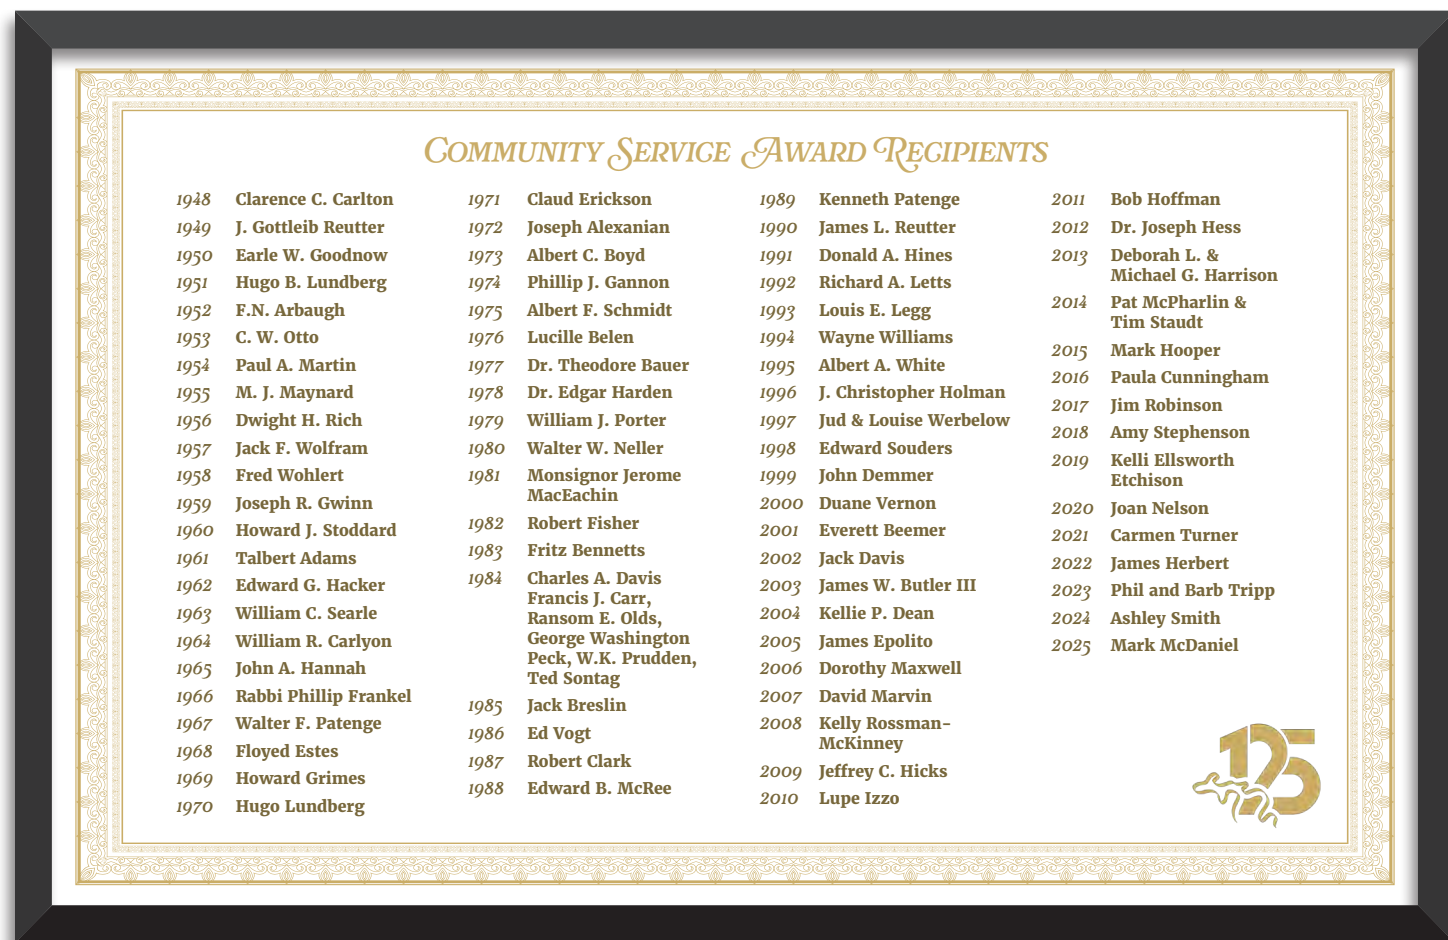 COMMUNITY SERVICE AWARD RECIPIENTS
1948 Clarence C. Carlton
1949 J. Gottleib Reutter
1950 Earle W. Goodnow
1951 Hugo B. Lundberg
1952 F.N. Arbaugh
1953 C. W. Otto
1954 Paul A. Martin
1955 M. J. Maynard
1956 Dwight H. Rich
1957 Jack F. Wolfram
1958 Fred Wohlert
1959 Joseph R. Gwinn
1960 Howard J. Stoddard
1961 Talbert Adams
1962 Edward G. Hacker
1963 William C. Searle
1964 William R. Carlyon
1965 John A. Hannah
1966 Rabbi Phillip Frankel
1967 Walter F. Patenge
1968 Floyed Estes
1969 Howard Grimes
1970 Hugo Lundberg
1971 Claud Erickson
1972 Joseph Alexanian
1973 Albert C. Boyd
1974 Phillip J. Gannon
1975 Albert F. Schmidt
1976 Lucille Belen
1977 Dr. Theodore Bauer
1978 Dr. Edgar Harden
1979 William J. Porter
1980 Walter W. Neller
1981 Monsignor Jerome
MacEachin
1982 Robert Fisher
1983 Fritz Bennetts
1984 Charles A. Davis
Francis J. Carr,
Ransom E. Olds,
George Washington
Peck, W.K. Prudden,
Ted Sontag
1985 Jack Breslin
1986 Ed Vogt
1987 Robert Clark
1988 Edward B. McRee
1989 Kenneth Patenge
1990 James L. Reutter
1991 Donald A. Hines
1992 Richard A. Letts
1993 Louis E. Legg
1994 Wayne Williams
1995 Albert A. White
1996 J. Christopher Holman
1997 Jud & Louise Werbelow
1998 Edward Souders
1999 John Demmer
2000 Duane Vernon
2001 Everett Beemer
2002 Jack Davis
2003 James W. Butler III
2004 Kellie P. Dean
2005 James Epolito
2006 Dorothy Maxwell
2007 David Marvin
2008 Kelly Rossman-
McKinney
2009 Jeffrey C. Hicks
2010 Lupe Izzo
2011 Bob Hoffman
2012 Dr. Joseph Hess
2013 Deborah L. &
Michael G. Harrison
2014 Pat McPharlin &
Tim Staudt
2015 Mark Hooper
2016 Paula Cunningham
2017 Jim Robinson
2018 Amy Stephenson
2019 Kelli Ellsworth
Etchison
2020 Joan Nelson
2021 Carmen Turner
2022 James Herbert
2023 Phil and Barb Tripp
2024 Ashley Smith
2025 Mark McDaniel
125